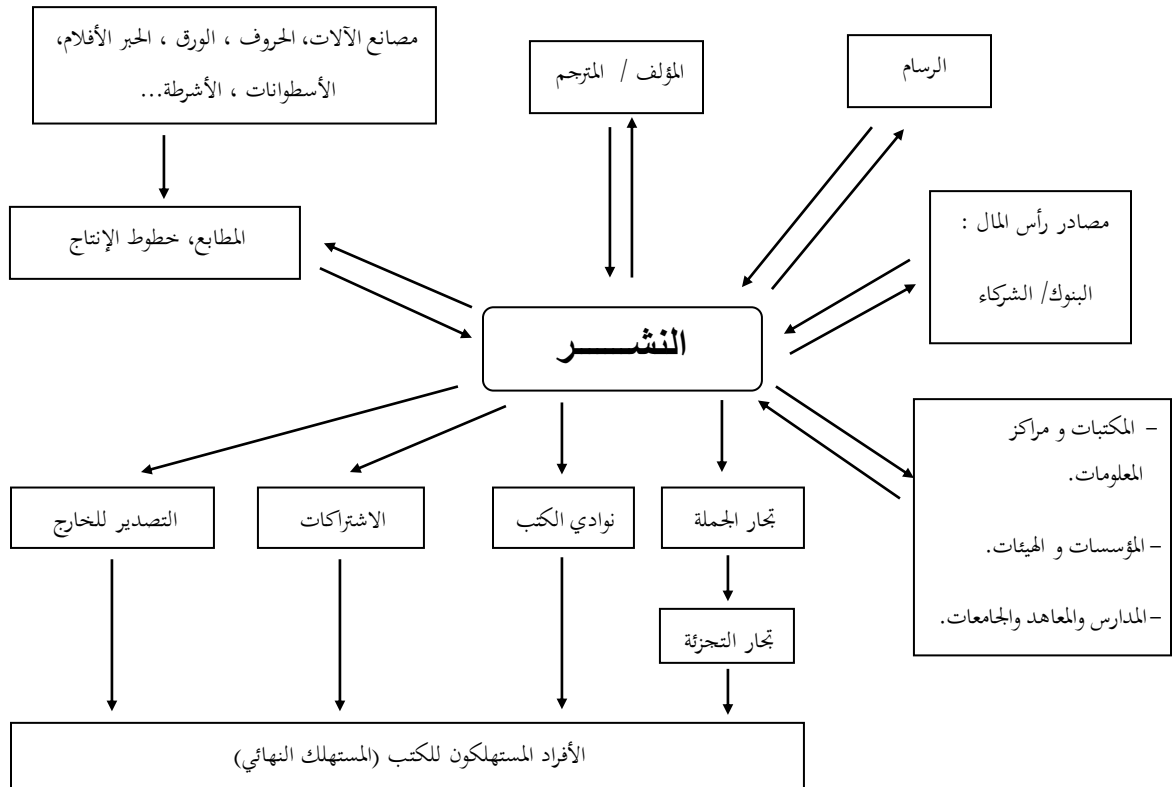 مصانع الآلات، الحروف ، الورق ، الحبر الأفلام،
الأسطوانات ، الأشرطة...
المؤلف / المترجم
الرسام
المطابع، خطوط الإنتاج
مصادر رأس المال :
البنوك/ الشركاء
النشـــــــر
– المكتبات و مراكز
المعلومات.
– المؤسسات و الهيئات.
– المدارس والمعاهد والجامعات.
تجار الجملة
نوادي الكتب
الاشتراكات
التصدير للخارج
تجار التجزئة
الأفراد المستهلكون للكتب (المستهلك النهائي)